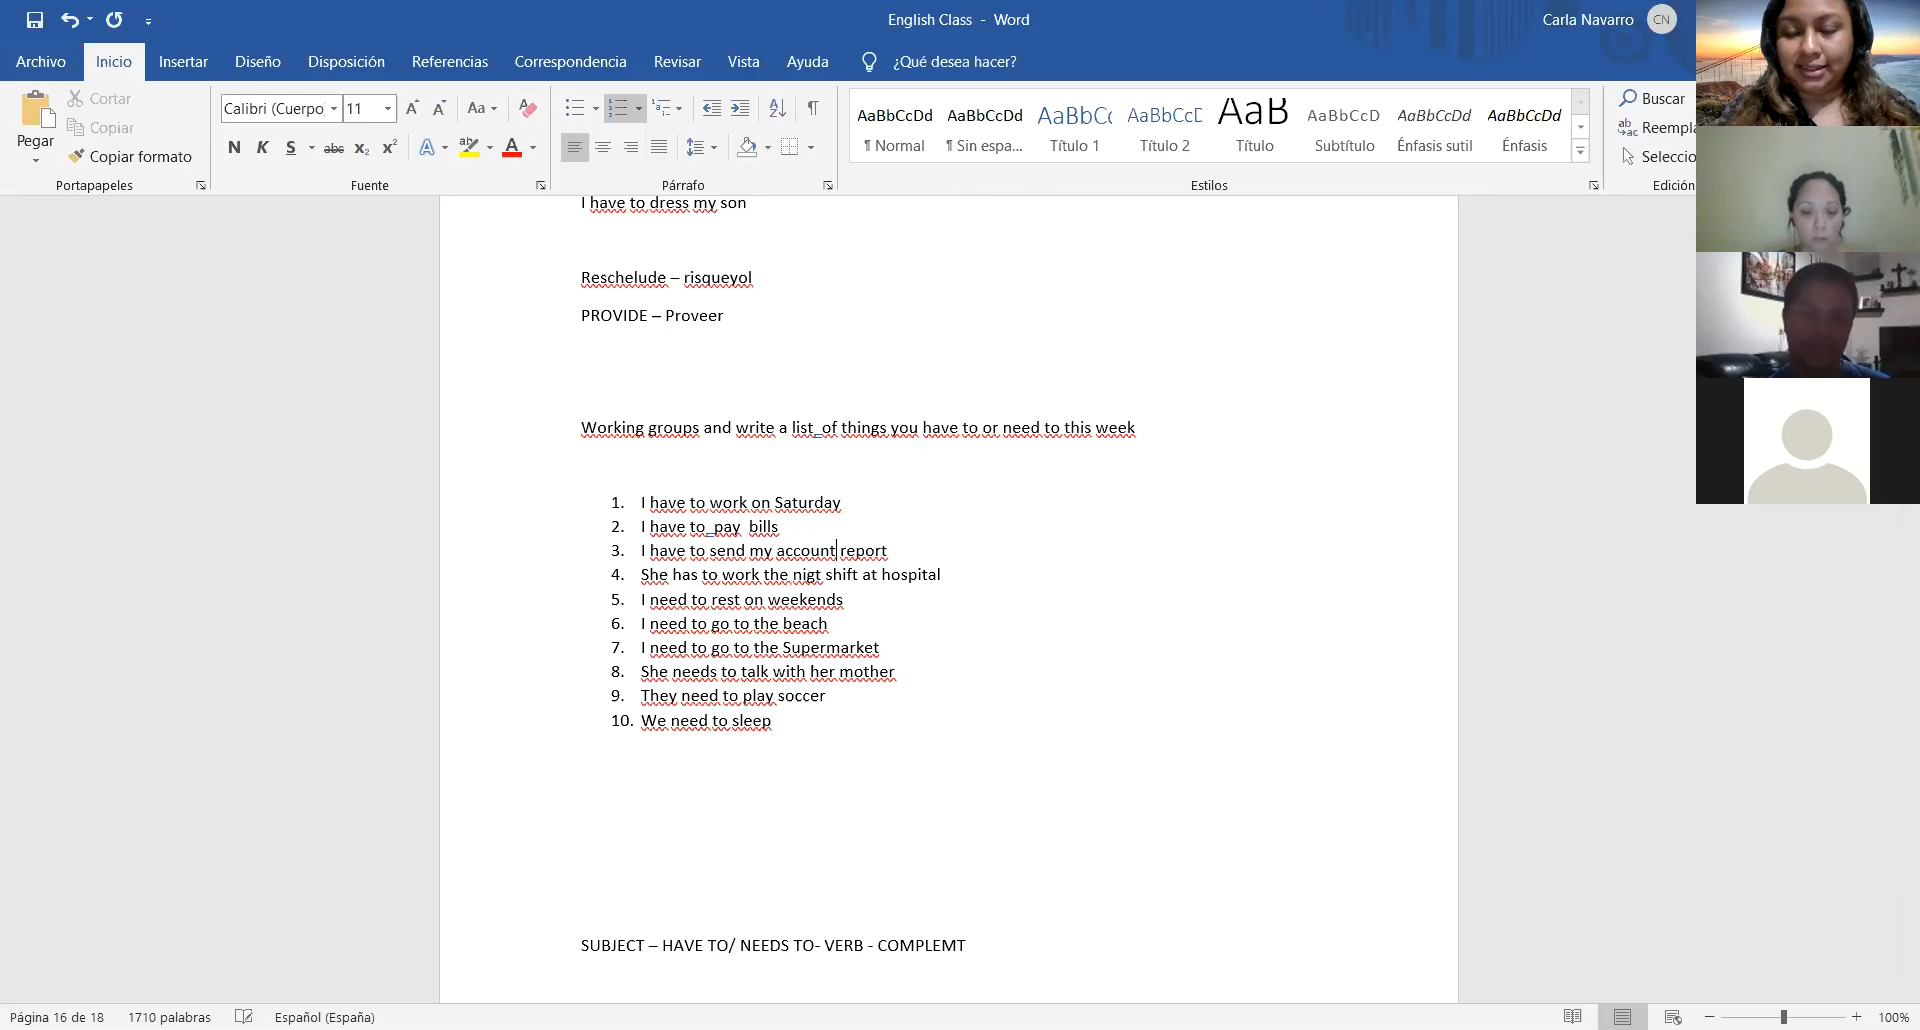 English Class - Word
Carla Navarro CN
Archivo Inicio Insertar Diseño Disposición Referencias Correspondencia Revisar Vista Ayuda ¿Qué desea hacer?
Pegar
Cortar
Copiar
Copiar formato
Portapapeles
Calibri (Cuerpo 11
Aa
N K S abc x₂ x² A ab A
Fuente
Párrafo
AaBbCcDd AaBbCcDd AaBbCc AaBbCcD AaB AaBbCcD AaBbCcDd AaBbCcDd
¶ Normal ¶ Sin espa... Título 1 Título 2 Título Subtítulo Énfasis sutil Énfasis
Estilos
Buscar
Reempla
Seleccio
Edición
I have to dress my son
Reschelude – risqueyol
PROVIDE – Proveer
Working groups and write a list of things you have to or need to this week
1. I have to work on Saturday
2. I have to pay bills
3. I have to send my account report
4. She has to work the nigt shift at hospital
5. I need to rest on weekends
6. I need to go to the beach
7. I need to go to the Supermarket
8. She needs to talk with her mother
9. They need to play soccer
10. We need to sleep
SUBJECT – HAVE TO/ NEEDS TO- VERB - COMPLEMT
Página 16 de 18 1710 palabras Español (España) 100%